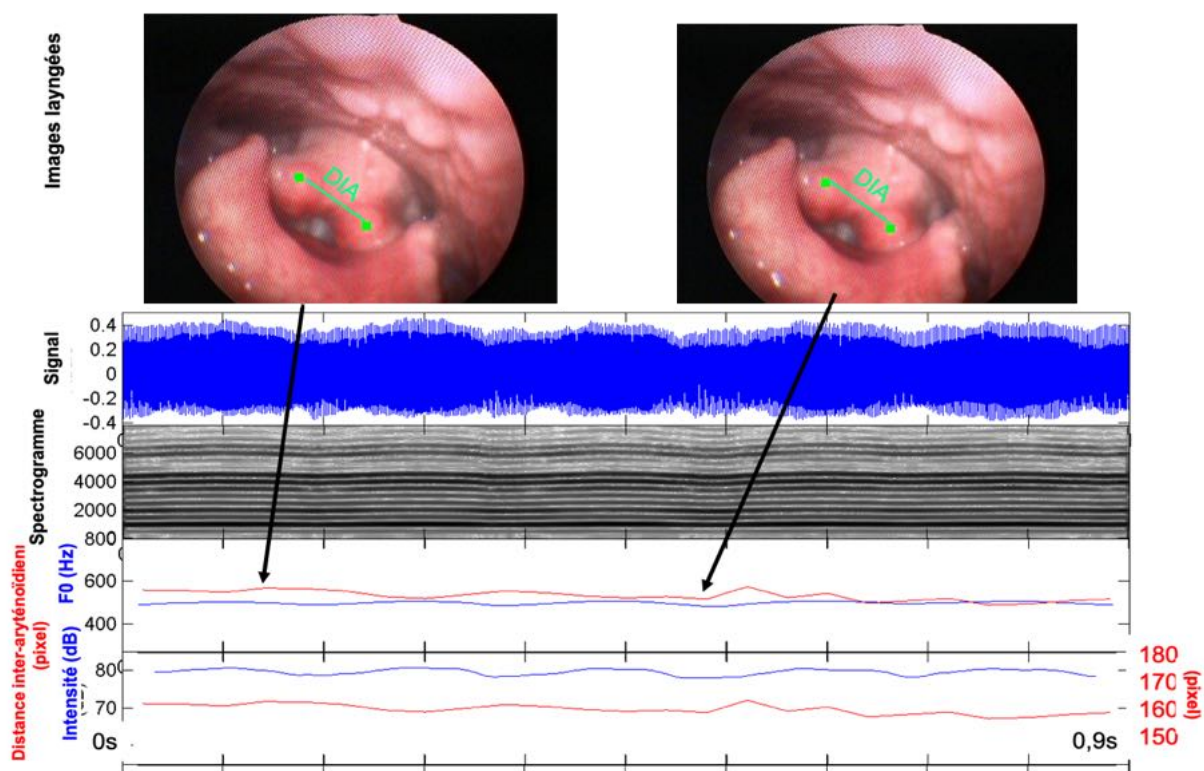 Images layngées
DIA
DIA
Signal
0.4
0.2
0
-0.2
-0.4
Spectrogramme
6000
4000
2000
800
Distance inter-aryténoïdien
(pixel)
F0 (Hz)
600
400
Intensité (dB)
80
70
0s
0,9s
180
170
160
150
(pixel)